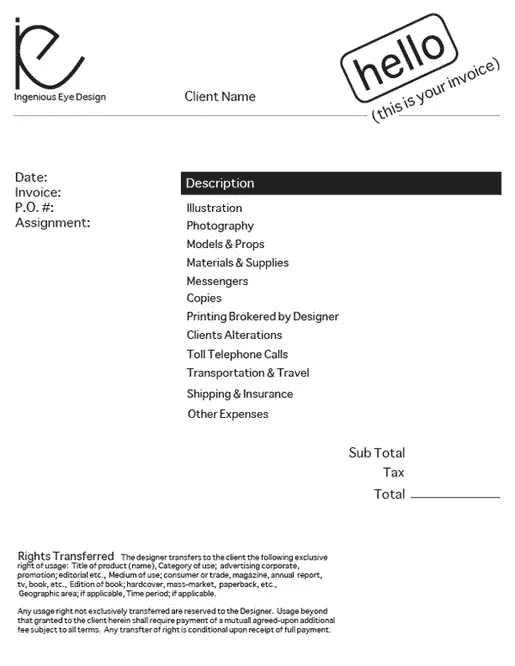 ie
Ingenious Eye Design
Client Name
hello
(this is your invoice)
Date:
Invoice:
P.O. #:
Assignment:
Description
Illustration
Photography
Models & Props
Materials & Supplies
Messengers
Copies
Printing Brokered by Designer
Clients Alterations
Toll Telephone Calls
Transportation & Travel
Shipping & Insurance
Other Expenses
Sub Total
Tax
Total
Rights Transferred The designer transfers to the client the following exclusive
right of usage: Title of product (name), Category of use; advertising corporate,
promotion; editorial etc., Medium of use; consumer or trade, magazine, annual report,
tv, book, etc., Edition of book; hardcover, mass-market, paperback, etc.,
Geographic area; if applicable, Time period; if applicable.
Any usage right not exclusively transferred are reserved to the Designer. Usage beyond
that granted to the client herein shall require payment of a mutuall agreed-upon additional
fee subject to all terms. Any transfter of right is conditional upon receipt of full payment.